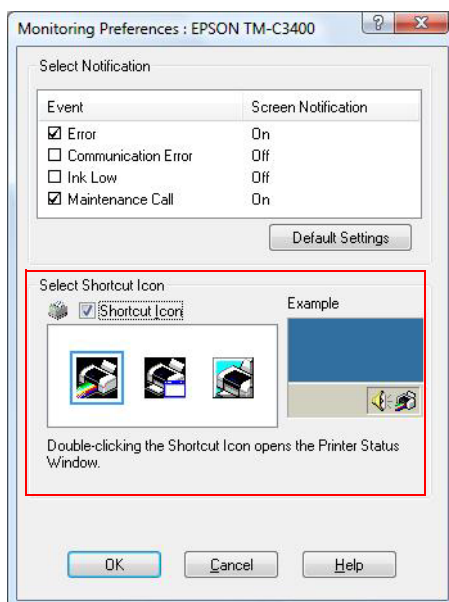 Monitoring Preferences : EPSON TM-C3400
Select Notification
Event Screen Notification
Error On
Communication Error Off
Ink Low Off
Maintenance Call On
Default Settings
Select Shortcut Icon
Shortcut Icon
Example
Double-clicking the Shortcut Icon opens the Printer Status
Window.
OK Cancel Help